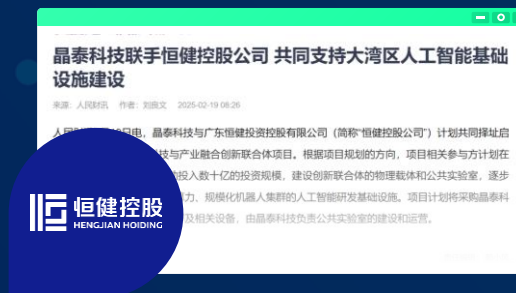 晶泰科技联手恒健控股公司 共同支持大湾区人工智能基础
设施建设
来源：人民财讯 作者：刘良文 2025-02-19 08:26
日电，晶泰科技与广东恒健投资控股有限公司（简称“恒健控股公司”）计划共同择址启
技与产业融合创新联合体项目。根据项目规划的方向，项目相关参与方计划在
投入数十亿的投资规模，建设创新联合体的物理载体和公共实验室，逐步
力、规模化机器人集群的人工智能研发基础设施。项目计划将采购晶泰科
及相关设备，由晶泰科技负责公共实验室的建设和运营。
恒健控股
HENGJIAN HOIDING